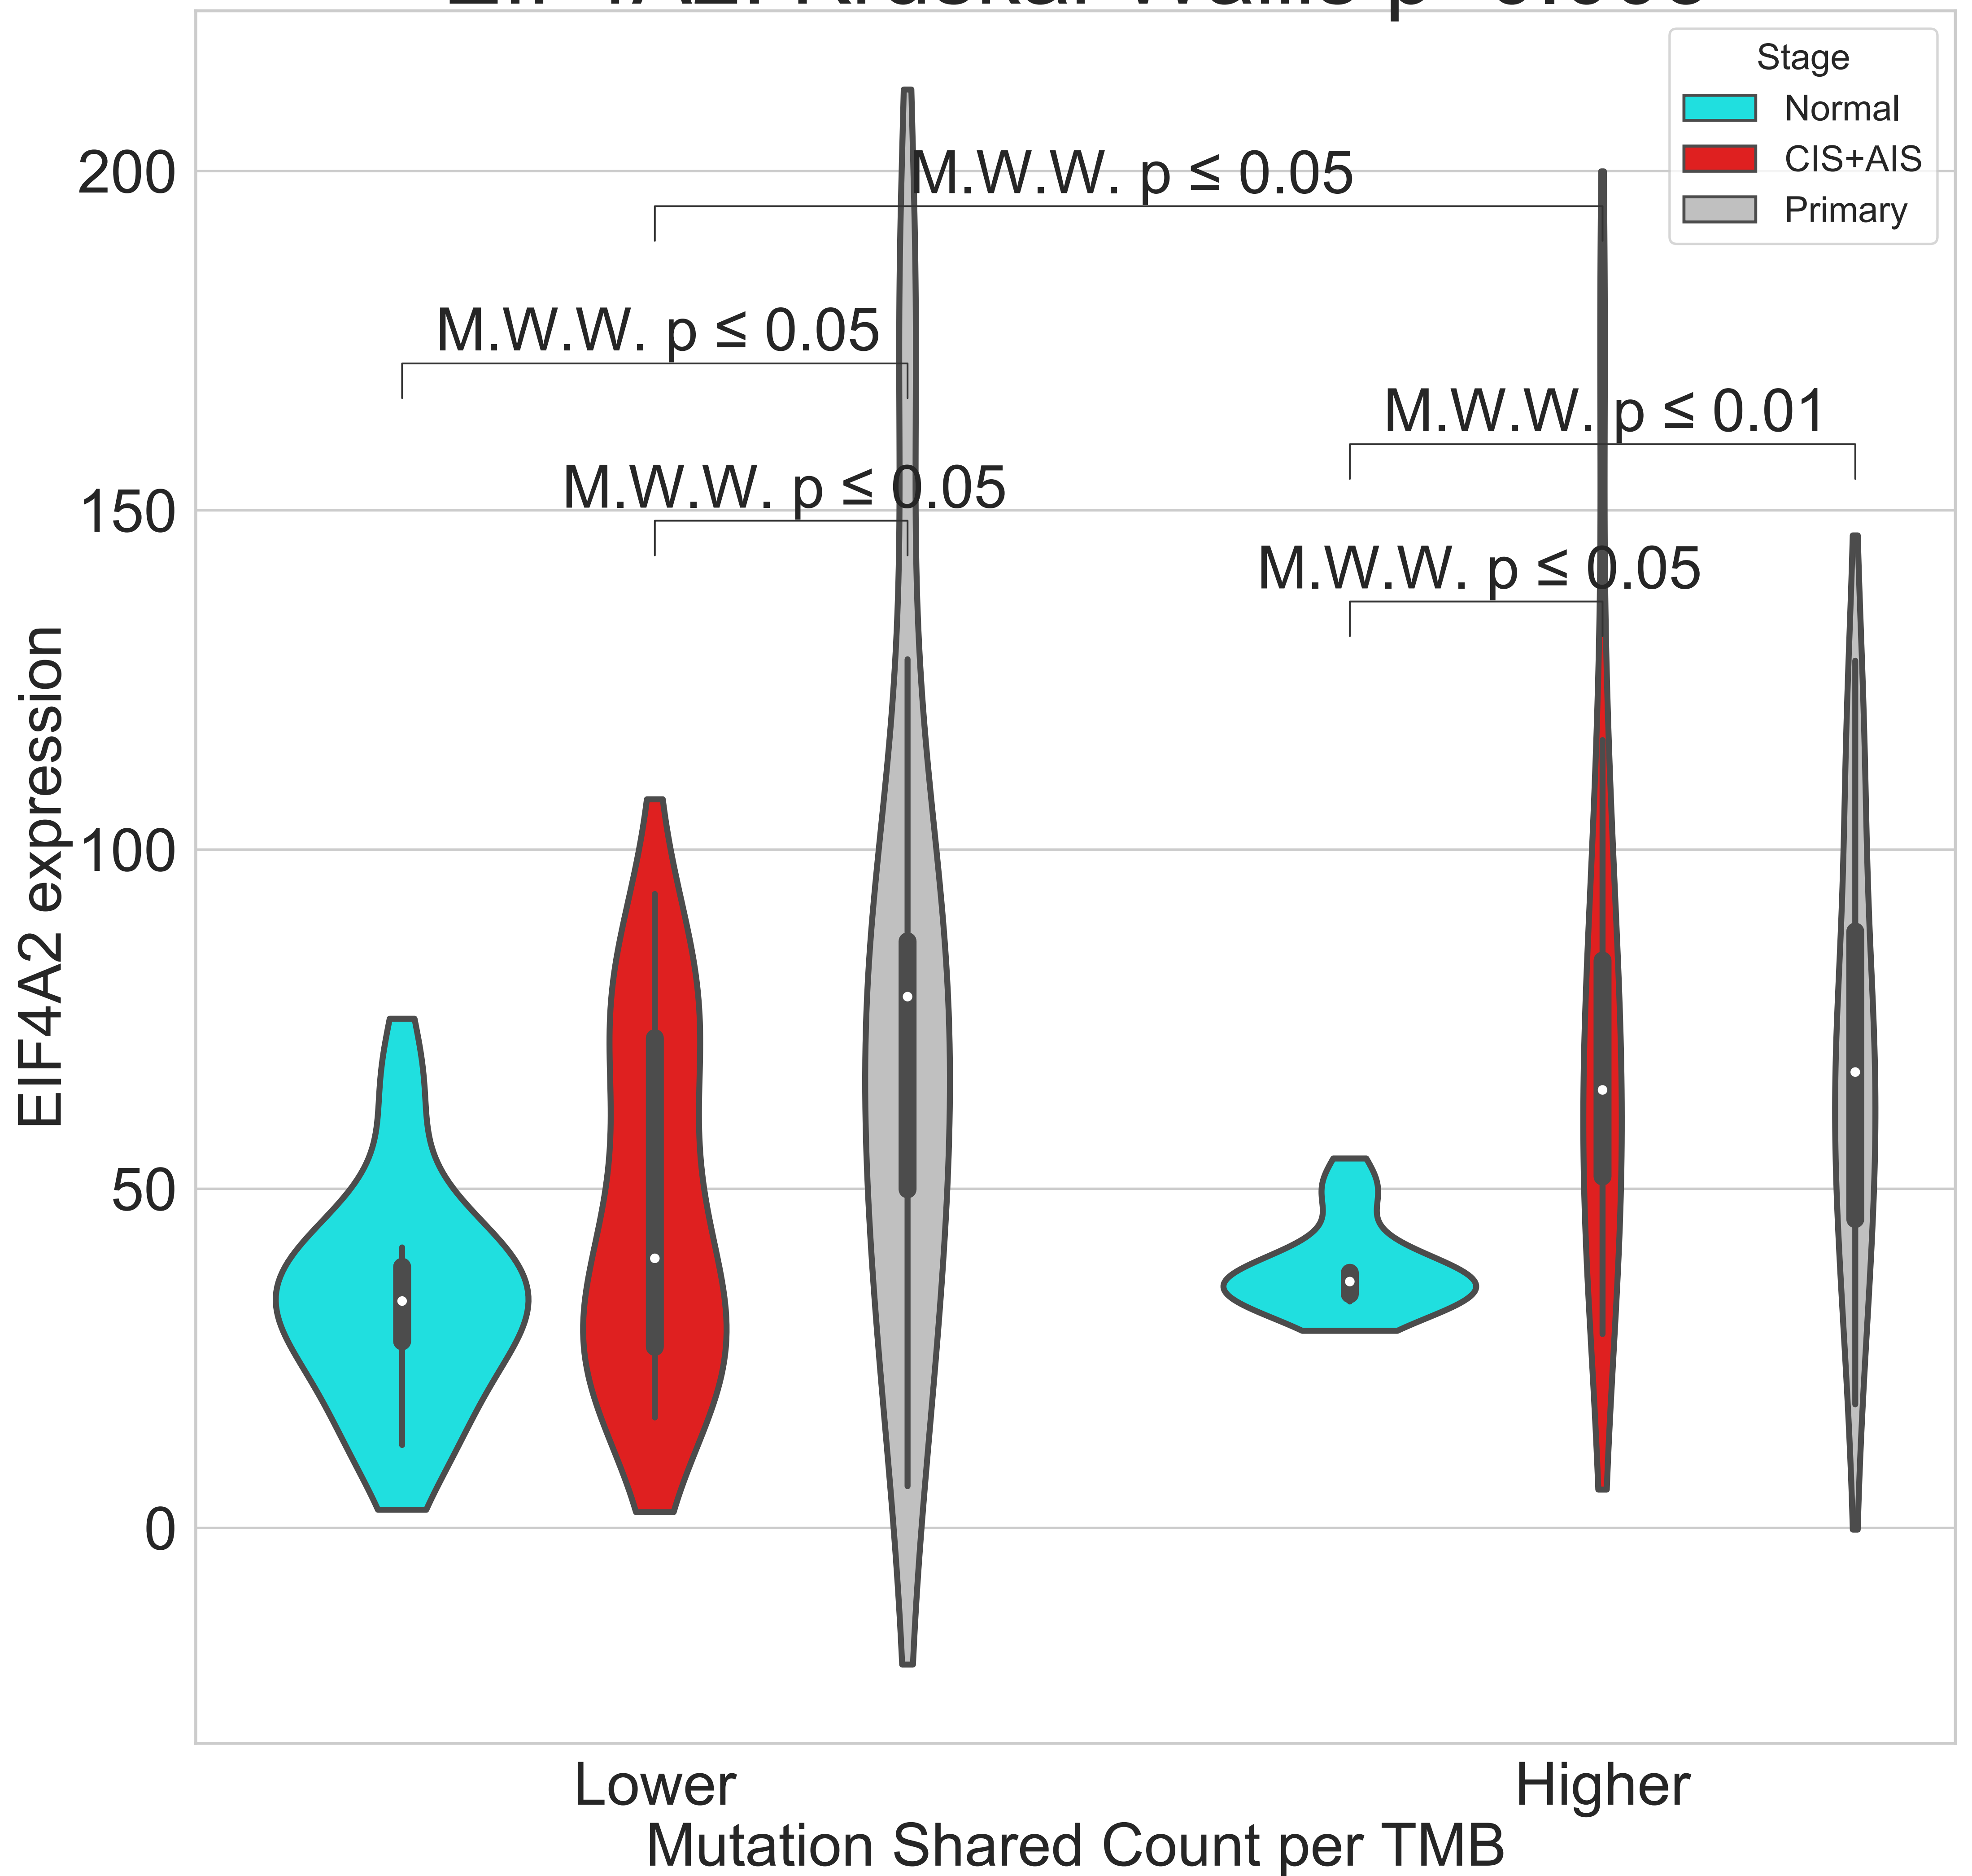 Stage
Normal
CIS+AIS
Primary
200
M.W.W. p ≤ 0.05
M.W.W. p ≤ 0.05
M.W.W. p ≤ 0.01
150
M.W.W. p ≤ 0.05
M.W.W. p ≤ 0.05
100
50
0
EIF4A2 expression
Lower
Higher
Mutation Shared Count per TMB